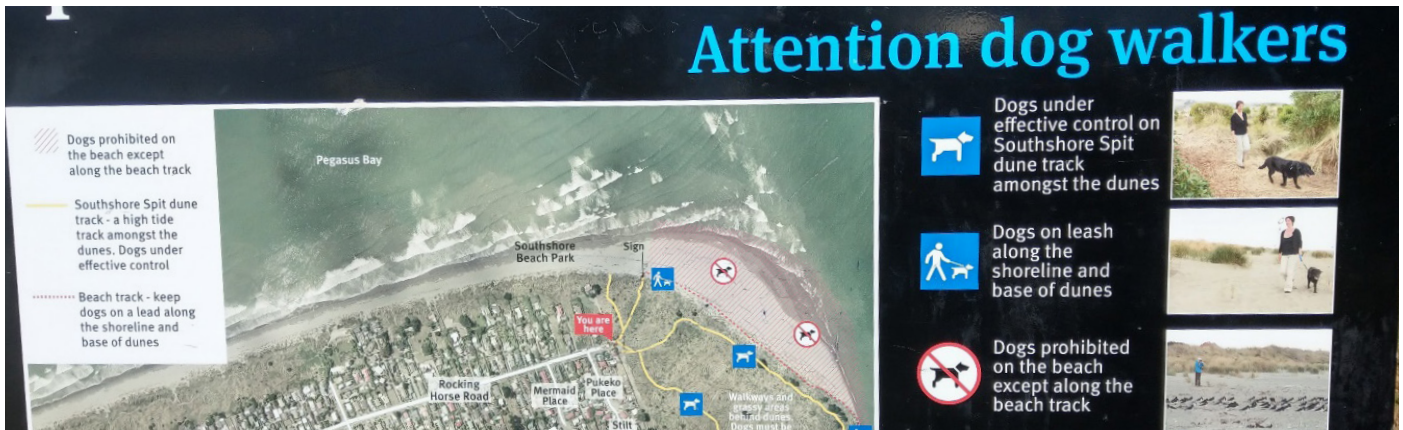 Attention dog walkers
Dogs prohibited on
the beach except
along the beach track
Southshore Spit dune
track - a high tide
track amongst the
dunes. Dogs under
effective control
Beach track - keep
dogs on a lead along
the shoreline and
base of dunes
Pegasus Bay
Southshore
Beach Park
Sign
You are
here
Rocking
Horse Road
Mermaid
Place
Pukeko
Place
Stilt
Walkways and
grassy areas
behind dunes.
Dogs must be
Dogs under
effective control on
Southshore Spit
dune track
amongst the dunes
Dogs on leash
along the
shoreline and
base of dunes
Dogs prohibited
on the beach
except along the
beach track